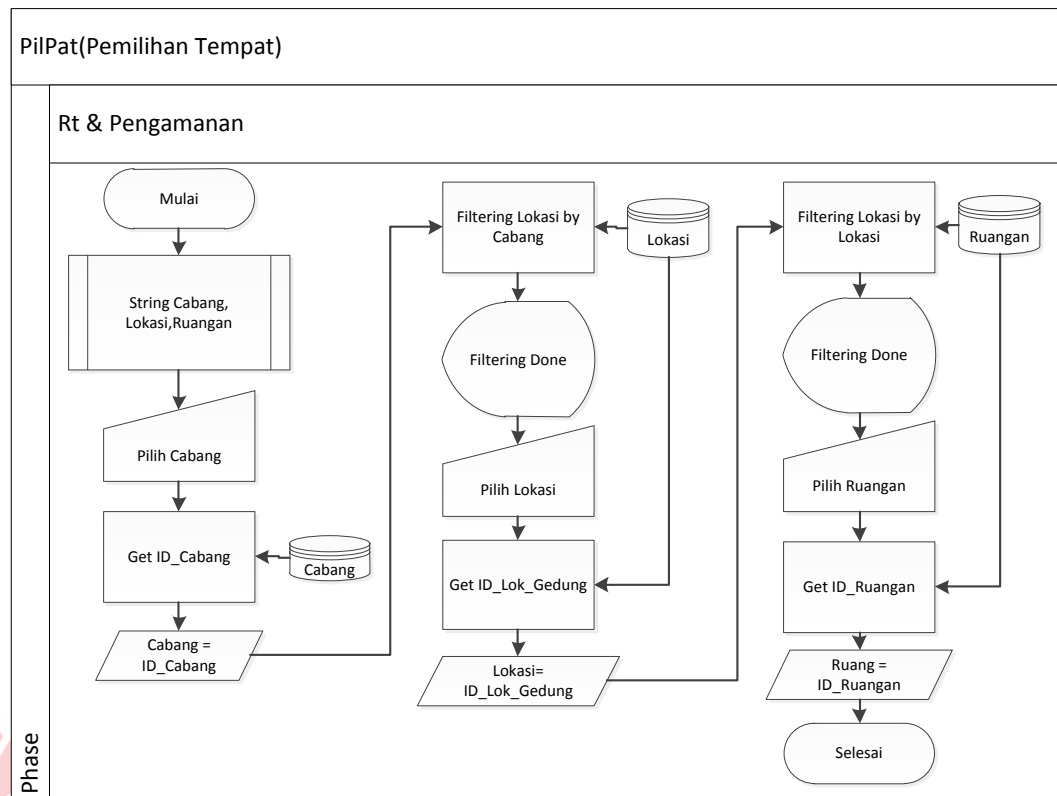 PilPat(Pemilihan Tempat)
Rt & Pengamanan
Phase
Mulai
String Cabang,
Lokasi,Ruangan
Pilih Cabang
Get ID_Cabang
Cabang
Cabang =
ID_Cabang
Filtering Lokasi by
Cabang
Lokasi
Filtering Done
Pilih Lokasi
Get ID_Lok_Gedung
Lokasi=
ID_Lok_Gedung
Filtering Lokasi by
Lokasi
Ruangan
Filtering Done
Pilih Ruangan
Get ID_Ruangan
Ruang =
ID_Ruangan
Selesai